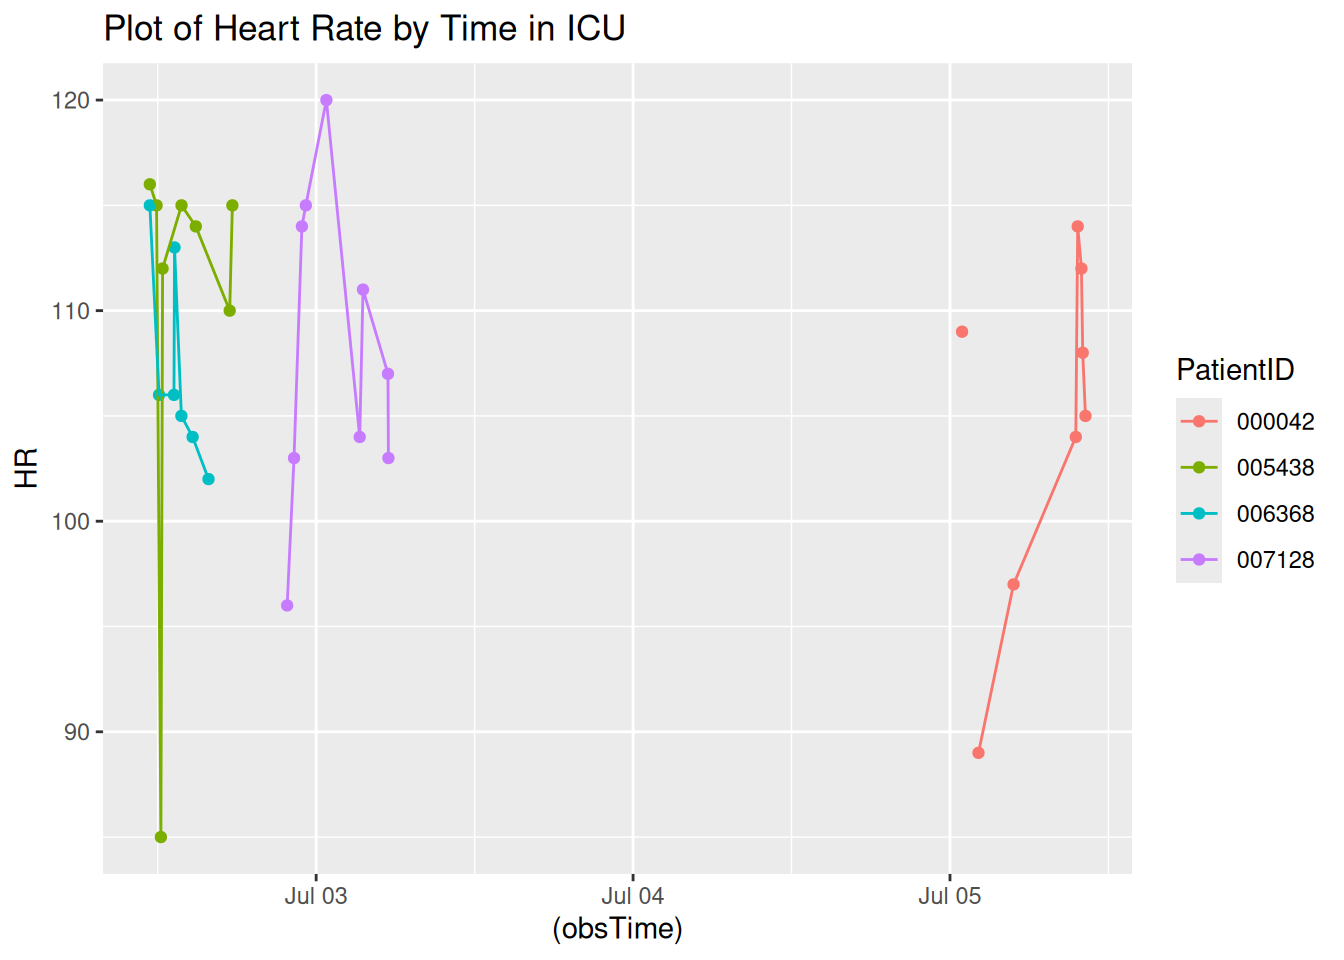 Plot of Heart Rate by Time in ICU
120
110
100
90
HR
Jul 03
Jul 04
Jul 05
(obsTime)
PatientID
000042
005438
006368
007128